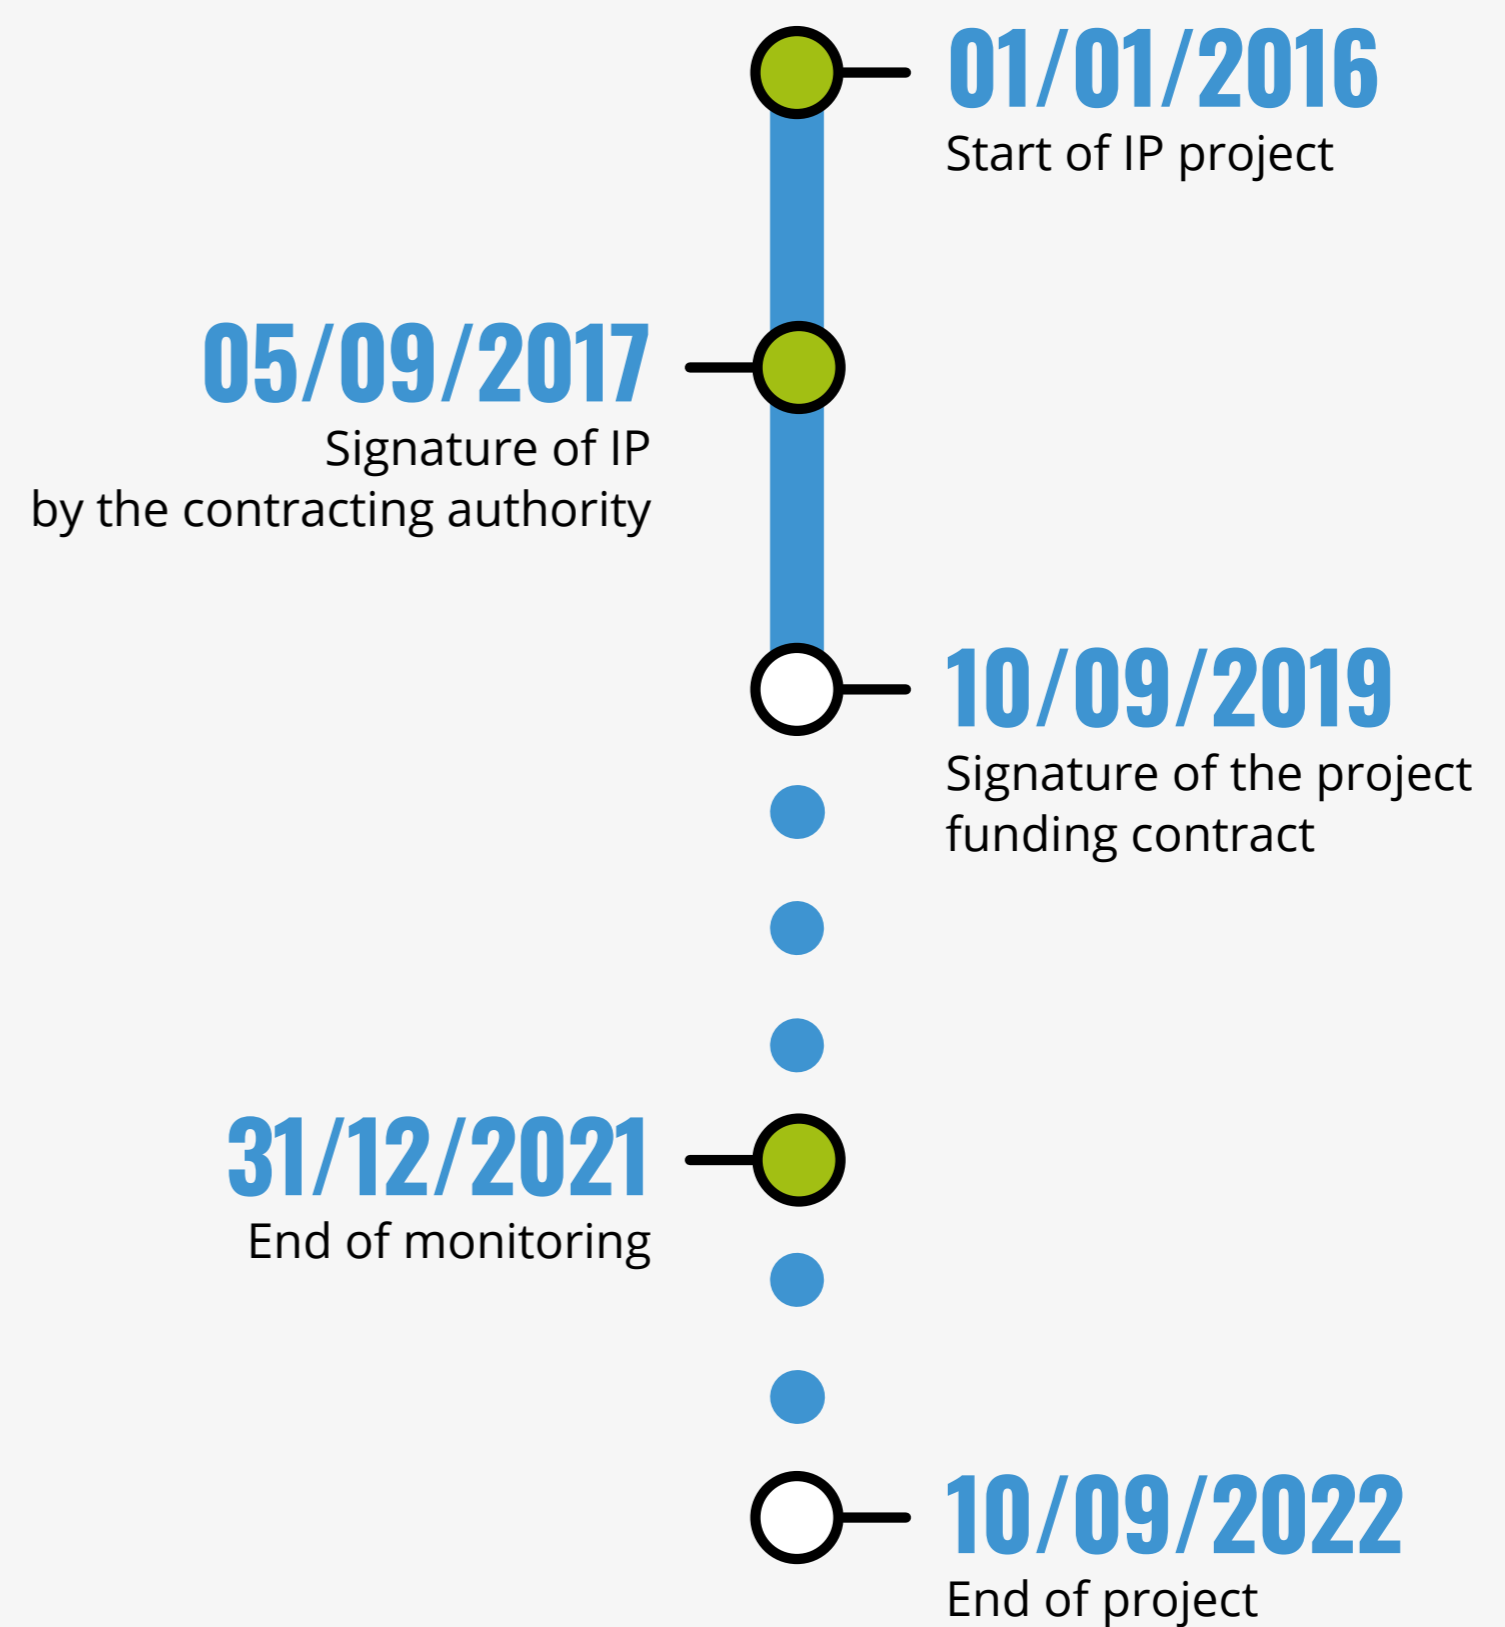 01/01/2016
Start of IP project
05/09/2017
Signature of IP
by the contracting authority
10/09/2019
Signature of the project
funding contract
31/12/2021
End of monitoring
10/09/2022
End of project